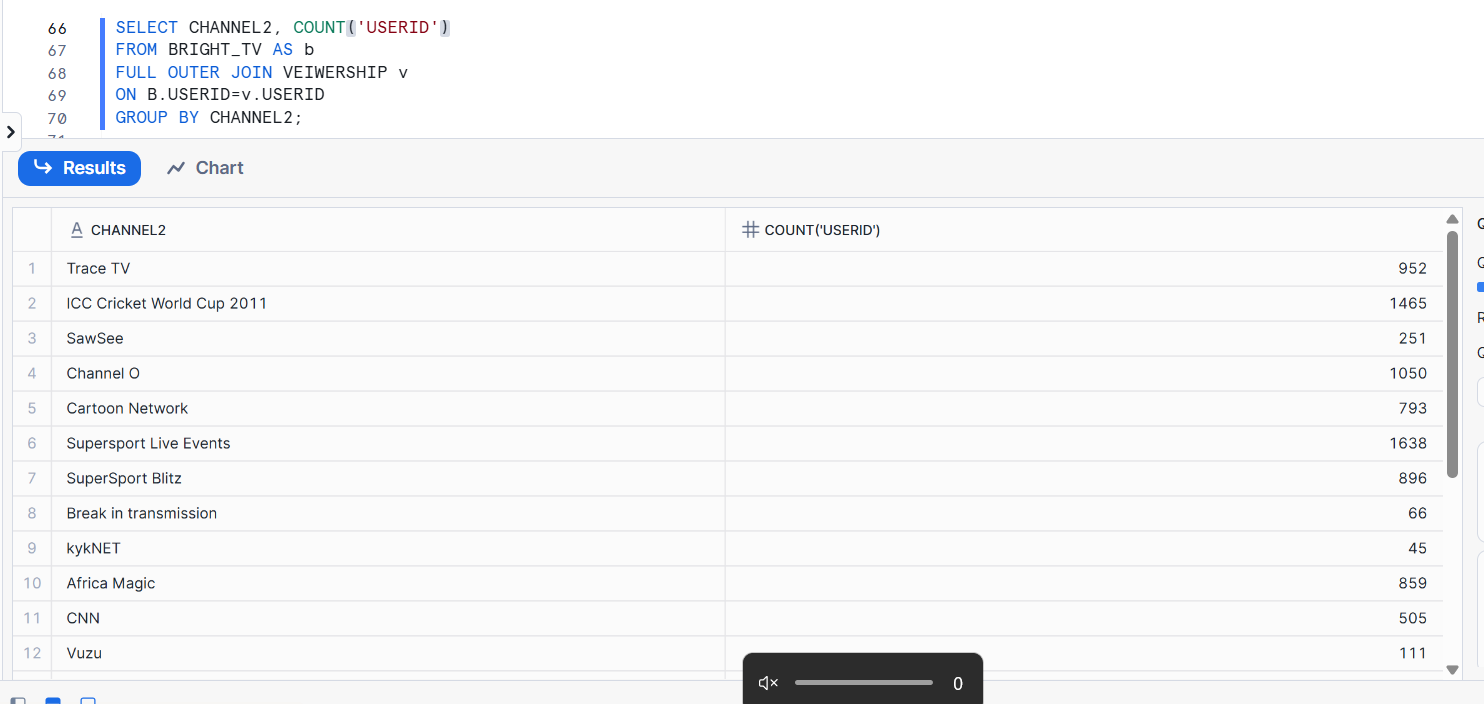 66 SELECT CHANNEL2, COUNT('USERID')
67 FROM BRIGHT_TV AS b
68 FULL OUTER JOIN VEIWERSHIP v
69 ON B.USERID=v.USERID
70 GROUP BY CHANNEL2;
Results Chart
CHANNEL2 COUNT('USERID')
1 Trace TV 952
2 ICC Cricket World Cup 2011 1465
3 SawSee 251
4 Channel O 1050
5 Cartoon Network 793
6 Supersport Live Events 1638
7 SuperSport Blitz 896
8 Break in transmission 66
9 kykNET 45
10 Africa Magic 859
11 CNN 505
12 Vuzu 111
0